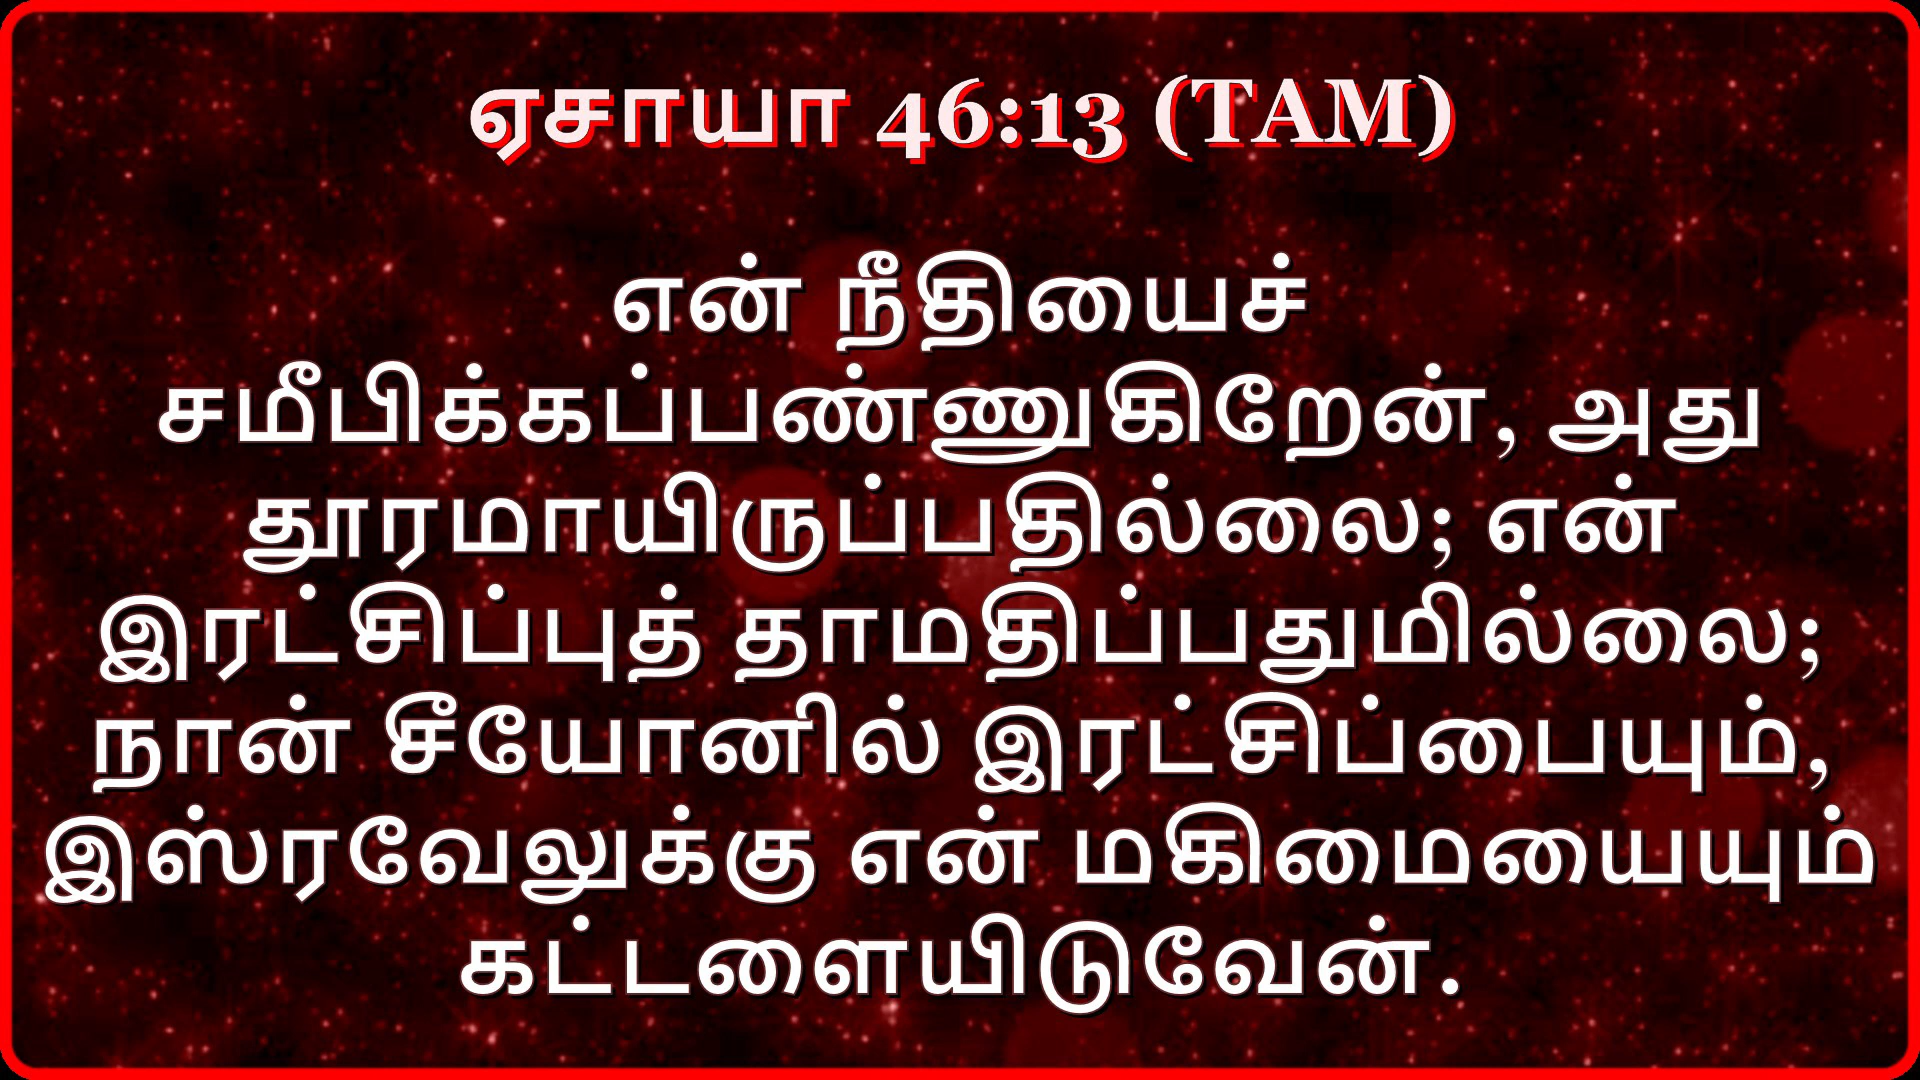 ஏசாயா 46:13 (TAM)
என் நீதியைச்
சமீபிக்கப்பண்ணுகிறேன், அது
தூரமாயிருப்பதில்லை; என்
இரட்சிப்புத் தாமதிப்பதுமில்லை;
நான் சீயோனில் இரட்சிப்பையும்,
இஸ்ரவேலுக்கு என் மகிமையையும்
கட்டளையிடுவேன்.